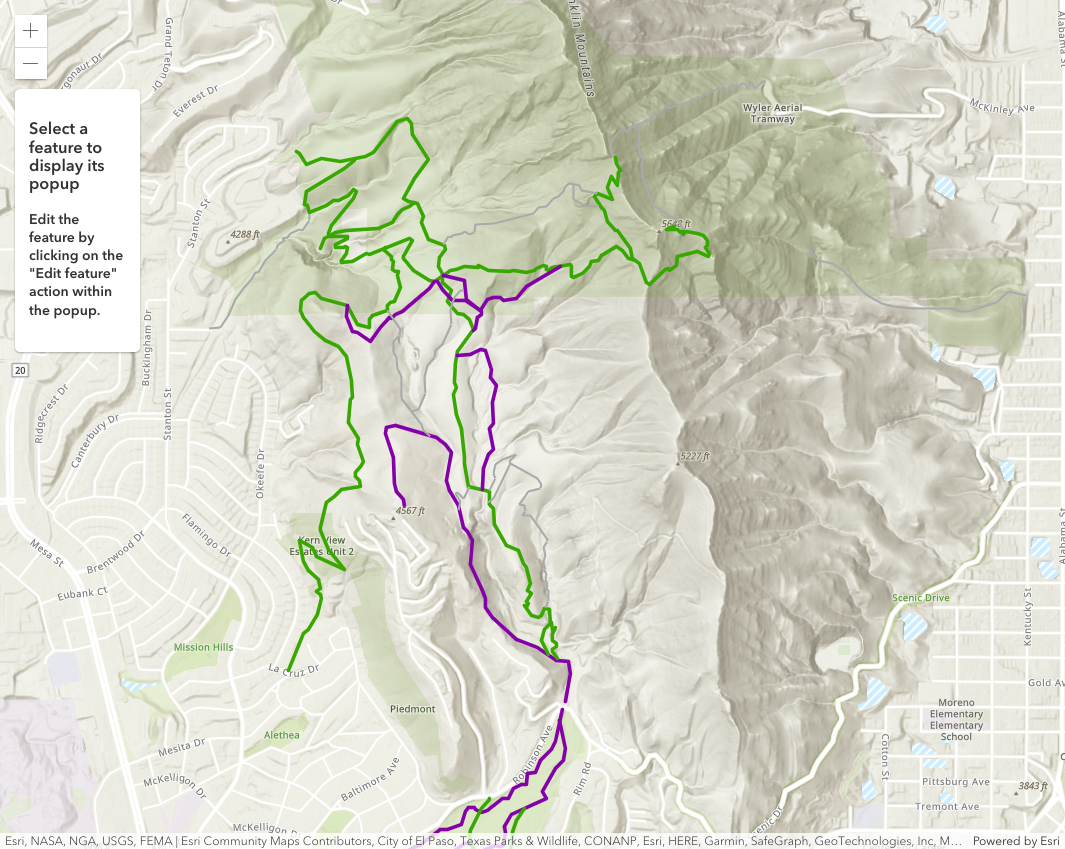 +
−
Select a
feature to
display its
popup
Edit the
feature by
clicking on the
"Edit feature"
action within
the popup.
Grand Teton Dr
gonaur Dr
Everest Dr
Stanton St
4288 ft
nklin Mountains
Wyler Aerial
Tramway
McKinley Ave
Alabama St
5642 ft
20
Buckingham Dr
Ridgecrest Dr
Canterbury Dr
Stanton St
Okeefe Dr
5227 ft
4567 ft
Flamingo Dr
Kern View
Estates Unit 2
Mesa St
Brentwood Dr
Eubank Ct
Alabama St
Scenic Drive
Kentucky St
Mission Hills
La Cruz Dr
Gold Av
Piedmont
Moreno
Elementary
Elementary
School
Alethea
Mesita Dr
Robinson Ave
Rim Rd
Cotton St
McKelligon Dr
Baltimore Ave
Pittsburg Ave
3843 ft
Tremont Ave
McKelligon D
cenic Dr
Esri, NASA, NGA, USGS, FEMA | Esri Community Maps Contributors, City of El Paso, Texas Parks & Wildlife, CONANP, Esri, HERE, Garmin, SafeGraph, GeoTechnologies, Inc, M...
Powered by Esri